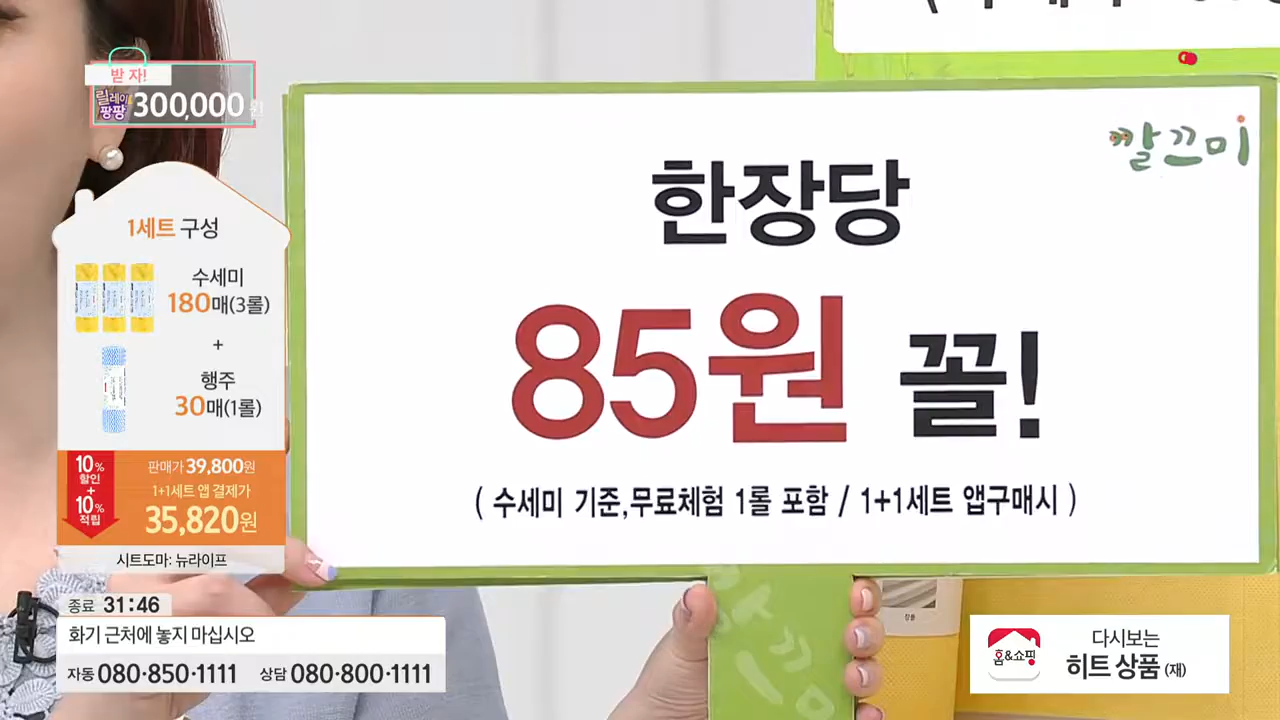 받 자!
릴레이
팡팡
300,000원
1세트 구성
수세미
180매(3롤)
+
행주
30매(1롤)
10%
할인
+
10%
적립
판매가 39,800원
1+1세트 앱 결제가
35,820원
시트도마: 뉴라이프
종료 31:46
화기 근처에 놓지 마십시오
자동 080·850·1111 상담 080·800·1111
깔끄미
한장당
85원 꼴!
( 수세미 기준,무료체험 1롤 포함 / 1+1세트 앱구매시 )
깔끄미
홈&쇼핑
다시보는
히트 상품 (재)